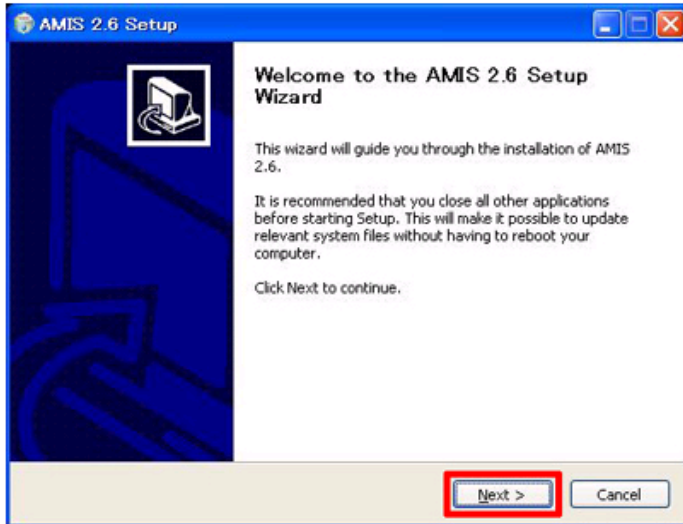 AMIS 2.6 Setup
Welcome to the AMIS 2.6 Setup
Wizard
This wizard will guide you through the installation of AMIS
2.6.
It is recommended that you close all other applications
before starting Setup. This will make it possible to update
relevant system files without having to reboot your
computer.
Click Next to continue.
Next >
Cancel